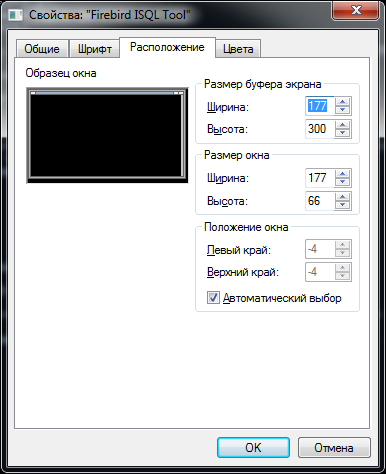 Свойства: "Firebird ISQL Tool"
Общие Шрифт Расположение Цвета
Образец окна
Размер буфера экрана
Ширина: 177
Высота: 300
Размер окна
Ширина: 177
Высота: 66
Положение окна
Левый край: -4
Верхний край: -4
Автоматический выбор
OK Отмена